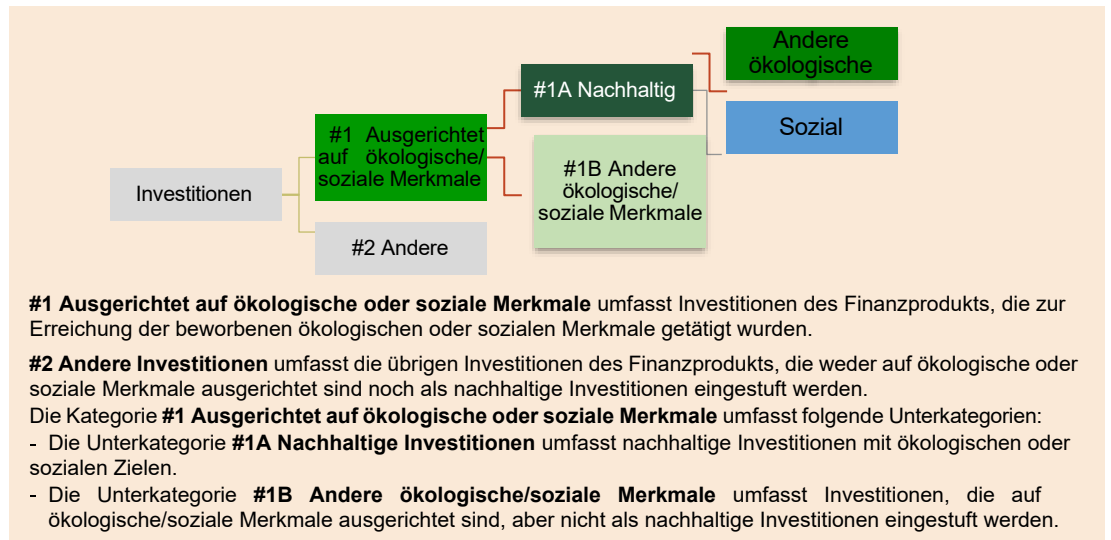 Andere
ökologische
#1A Nachhaltig
Sozial
#1 Ausgerichtet
auf ökologische/
soziale Merkmale
#1B Andere
ökologische/
soziale Merkmale
Investitionen
#2 Andere
#1 Ausgerichtet auf ökologische oder soziale Merkmale umfasst Investitionen des Finanzprodukts, die zur
Erreichung der beworbenen ökologischen oder sozialen Merkmale getätigt wurden.
#2 Andere Investitionen umfasst die übrigen Investitionen des Finanzprodukts, die weder auf ökologische oder
soziale Merkmale ausgerichtet sind noch als nachhaltige Investitionen eingestuft werden.
Die Kategorie #1 Ausgerichtet auf ökologische oder soziale Merkmale umfasst folgende Unterkategorien:
- Die Unterkategorie #1A Nachhaltige Investitionen umfasst nachhaltige Investitionen mit ökologischen oder
sozialen Zielen.
- Die Unterkategorie #1B Andere ökologische/soziale Merkmale umfasst Investitionen, die auf
ökologische/soziale Merkmale ausgerichtet sind, aber nicht als nachhaltige Investitionen eingestuft werden.